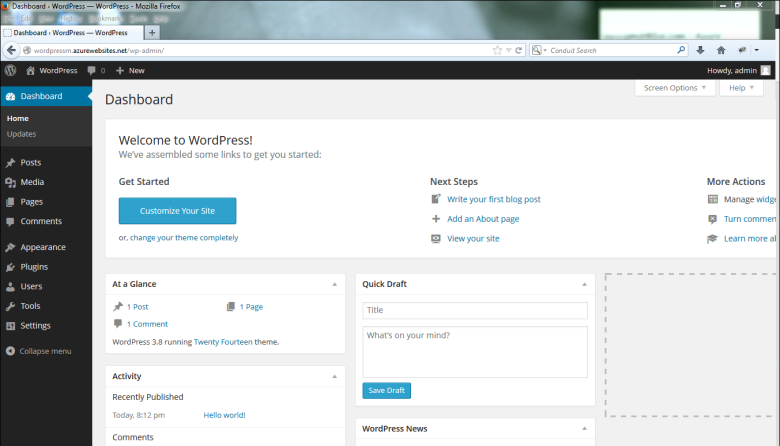 Dashboard ‹ WordPress — WordPress - Mozilla Firefox
File Edit View History Bookmarks Tools Help
Dashboard ‹ WordPress — WordPress
wordpressm.azurewebsites.net/wp-admin/
Conduit Search
WordPress 0 New Howdy, admin
Dashboard
Home
Updates
Posts
Media
Pages
Comments
Appearance
Plugins
Users
Tools
Settings
Collapse menu
Screen Options Help
Dashboard
Welcome to WordPress!
We've assembled some links to get you started:
Get Started
Customize Your Site
or, change your theme completely
Next Steps
Write your first blog post
Add an About page
View your site
More Actions
Manage widge
Turn commen
Learn more al
At a Glance
1 Post 1 Page
1 Comment
WordPress 3.8 running Twenty Fourteen theme.
Activity
Recently Published
Today, 8:12 pm Hello world!
Comments
Quick Draft
Title
What's on your mind?
Save Draft
WordPress News